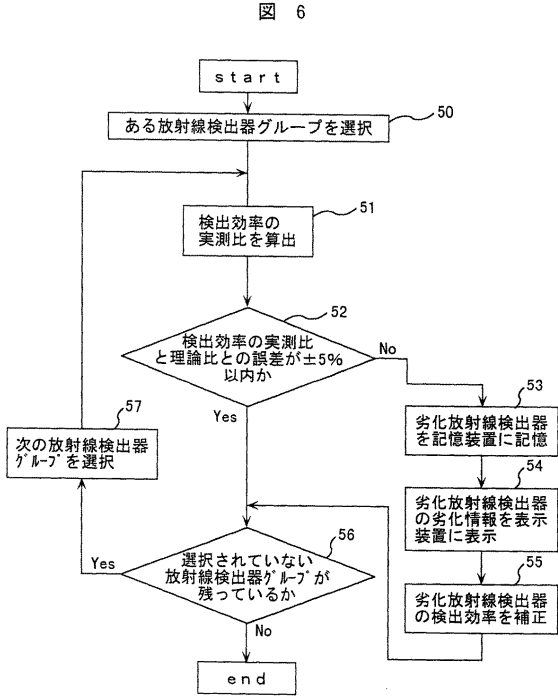 図 6
start
ある放射線検出器グループを選択
50
検出効率の
実測比を算出
51
検出効率の実測比
と理論比との誤差が±5%
以内か
52
No
Yes
劣化放射線検出器
を記憶装置に記憶
53
劣化放射線検出器
の劣化情報を表示
装置に表示
54
劣化放射線検出器
の検出効率を補正
55
選択されていない
放射線検出器グループが
残っているか
56
Yes
No
次の放射線検出器
グループを選択
57
end